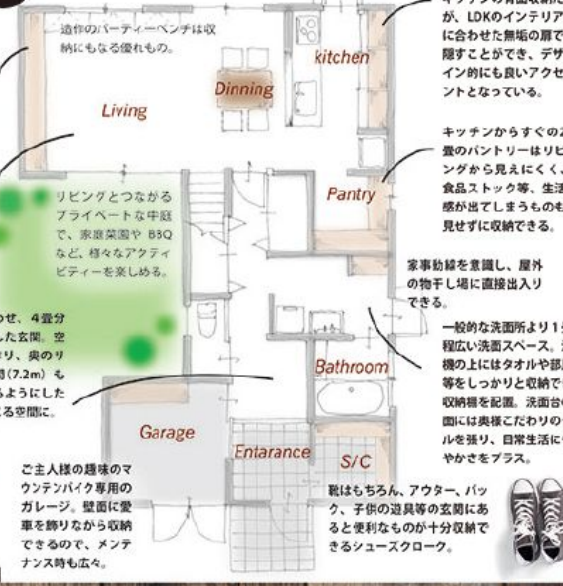 造作のパーティーベンチは収
納にもなる優れもの。
Living
Dinning
kitchen
が、LDKのインテリア
に合わせた無垢の扉で
隠すことができ、デザ
イン的にも良いアクセ
ントとなっている。
キッチンからすぐの2
畳のパントリーはリビ
ングから見えにくく、
食品ストック等、生活
感が出てしまうものも
見せずに収納できる。
Pantry
リビングとつながる
プライベートな中庭
で、家庭菜園や BBQ
など、様々なアクティ
ビティーを楽しめる。
家事動線を意識し、屋外
の物干し場に直接出入り
できる。
わせ、4畳分
した玄関。空
り、奥のリ
間(7.2m)も
るようにした
る空間に。
一般的な洗面所より1
程広い洗面スペース。
機の上にはタオルや部
等をしっかりと収納で
収納棚を配置。洗面台
面には奥様こだわりの
ルを張り、日常生活に
やかさをプラス。
Bathroom
Garage
Entarance
S/C
ご主人様の趣味のマ
ウンテンバイク専用の
ガレージ。壁面に愛
車を飾りながら収納
できるので、メンテ
ナンス時も広々。
靴はもちろん、アウター、バッ
ク、子供の遊具等の玄関にあ
ると便利なものが十分収納で
きるシューズクローク。